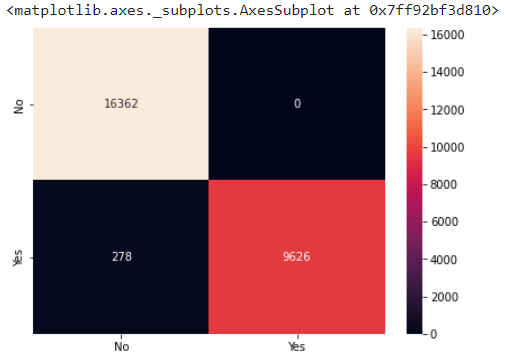 <matplotlib.axes._subplots.AxesSubplot at 0x7ff92bf3d810>
16000
No 16362 0
14000
12000
10000
8000
6000
Yes 278 9626
4000
2000
0
No Yes